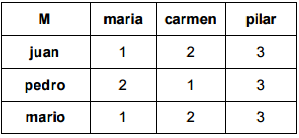 M maria carmen pilar
juan 1 2 3
pedro 2 1 3
mario 1 2 3